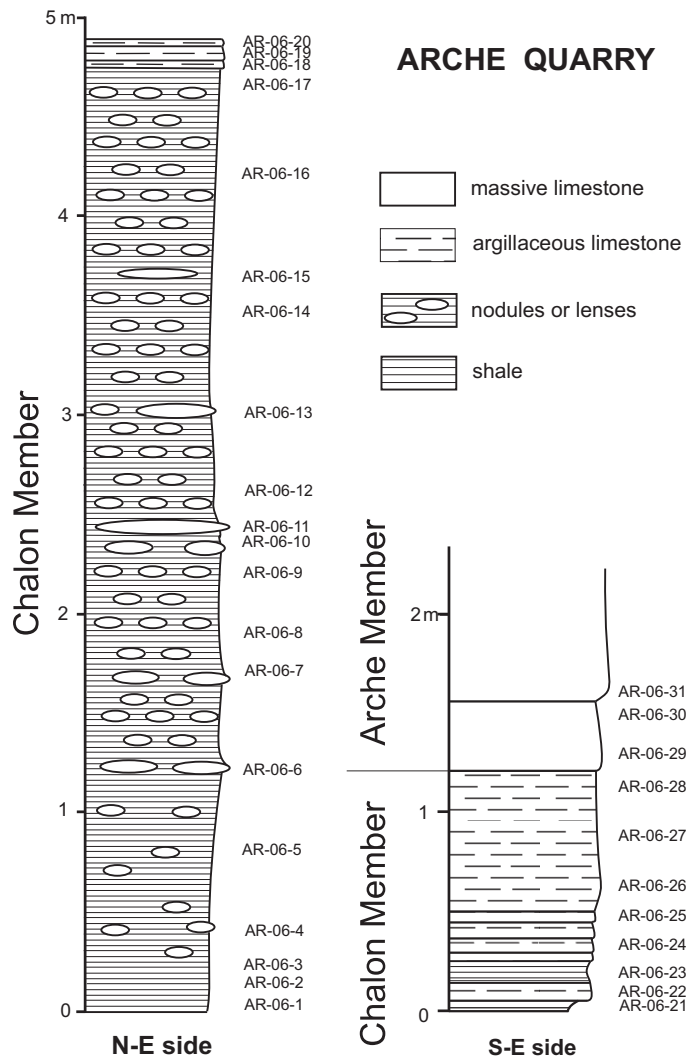 ARCHE QUARRY
massive limestone
argillaceous limestone
nodules or lenses
shale
5 m
4
3
2
1
0
Chalon Member
AR-06-20
AR-06-19
AR-06-18
AR-06-17
AR-06-16
AR-06-15
AR-06-14
AR-06-13
AR-06-12
AR-06-11
AR-06-10
AR-06-9
AR-06-8
AR-06-7
AR-06-6
AR-06-5
AR-06-4
AR-06-3
AR-06-2
AR-06-1
N-E side
Arche Member
Chalon Member
2 m
1
0
AR-06-31
AR-06-30
AR-06-29
AR-06-28
AR-06-27
AR-06-26
AR-06-25
AR-06-24
AR-06-23
AR-06-22
AR-06-21
S-E side